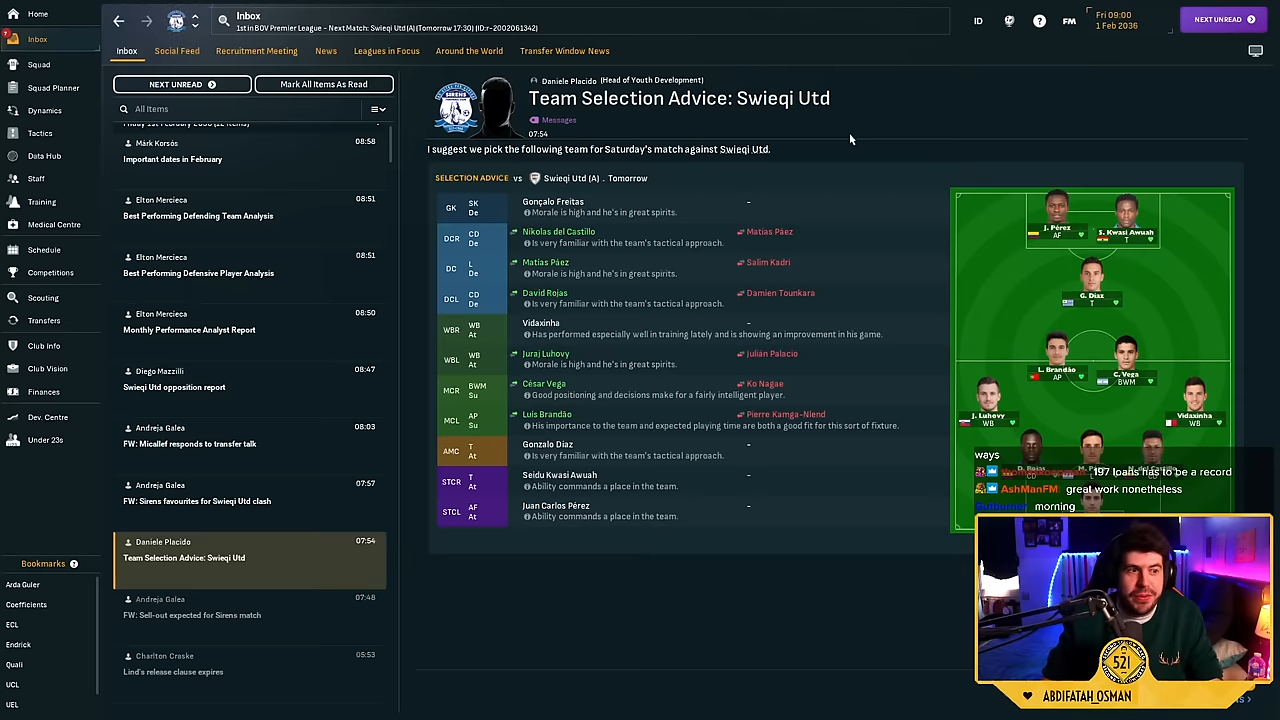 Home
Inbox
Squad
Squad Planner
Dynamics
Tactics
Data Hub
Staff
Training
Medical Centre
Schedule
Competitions
Scouting
Transfers
Club Info
Club Vision
Finances
Dev. Centre
Under 23s
Bookmarks ?
Arda Guler
Coefficients
ECL
Endrick
Quali
UCL
UEL
Inbox
1st in BOV Premier League - Next Match: Swieqi Utd (A) (Tomorrow 17:30) (ID:r-2002061342)
ID
?
FM
Fri 09:00
1 Feb 2036
NEXT UNREAD
Inbox Social Feed Recruitment Meeting News Leagues in Focus Around the World Transfer Window News
NEXT UNREAD
Mark All Items As Read
All Items
Márk Korsós 08:58
Important dates in February
Elton Mercieca 08:51
Best Performing Defending Team Analysis
Elton Mercieca 08:51
Best Performing Defensive Player Analysis
Elton Mercieca 08:50
Monthly Performance Analyst Report
Diego Mazzilli 08:47
Swieqi Utd opposition report
Andreja Galea 08:03
FW: Micallef responds to transfer talk
Andreja Galea 07:57
FW: Sirens favourites for Swieqi Utd clash
Daniele Placido 07:54
Team Selection Advice: Swieqi Utd
Andreja Galea 07:48
FW: Sell-out expected for Sirens match
Charlton Craske 05:53
Lind's release clause expires
SIRENS
Daniele Placido (Head of Youth Development)
Team Selection Advice: Swieqi Utd
Messages
07:54
I suggest we pick the following team for Saturday's match against Swieqi Utd.
SELECTION ADVICE vs Swieqi Utd (A) . Tomorrow
GK SK De Gonçalo Freitas -
Morale is high and he's in great spirits.
DCR CD De Nikolas del Castillo Matías Páez
Is very familiar with the team's tactical approach.
DC L De Matías Páez Salim Kadri
Morale is high and he's in great spirits.
DCL CD De David Rojas Damien Tounkara
Is very familiar with the team's tactical approach.
WBR WB At Vidaxinha -
Has performed especially well in training lately and is showing an improvement in his game.
WBL WB At Juraj Luhovy Julián Palacio
Morale is high and he's in great spirits.
MCR BWM Su César Vega Ko Nagae
Good positioning and decisions make for a fairly intelligent player.
MCL AP Su Luís Brandão Pierre Kamga-Nlend
His importance to the team and expected playing time are both a good fit for this sort of fixture.
AMC T At Gonzalo Díaz -
Is very familiar with the team's tactical approach.
STCR T At Seidu Kwasi Awuah -
Ability commands a place in the team.
STCL AF At Juan Carlos Pérez -
Ability commands a place in the team.
J. Pérez
AF
S. Kwasi Awuah
T
G. Díaz
T
L. Brandão
AP
C. Vega
BWM
J. Luhovy
WB
Vidaxinha
WB
ways
197 loans has to be a record
AshManFM great work nonetheless
morning
521
ABDIFATAH_OSMAN